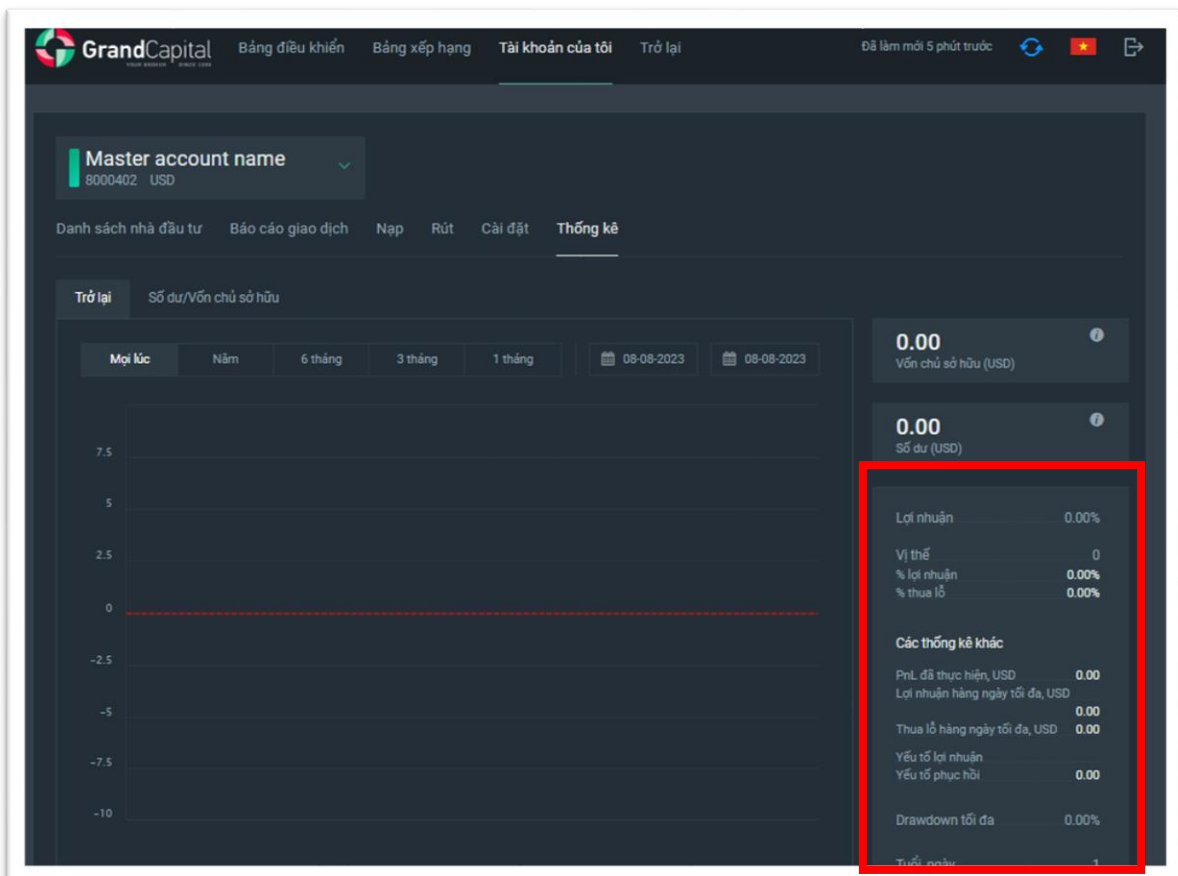 GrandCapital
YOUR BROKER SINCE 2006
Bảng điều khiển Bảng xếp hạng Tài khoản của tôi Trở lại Đã làm mới 5 phút trước
Master account name
8000402 USD
Danh sách nhà đầu tư Báo cáo giao dịch Nạp Rút Cài đặt Thống kê
Trở lại Số dư/Vốn chủ sở hữu
Mọi lúc Năm 6 tháng 3 tháng 1 tháng 08-08-2023 08-08-2023
7.5
5
2.5
0
-2.5
-5
-7.5
-10
0.00
Vốn chủ sở hữu (USD)
0.00
Số dư (USD)
Lợi nhuận 0.00%
Vị thế 0
% lợi nhuận 0.00%
% thua lỗ 0.00%
Các thống kê khác
PnL đã thực hiện, USD 0.00
Lợi nhuận hàng ngày tối đa, USD
0.00
Thua lỗ hàng ngày tối đa, USD 0.00
Yếu tố lợi nhuận
Yếu tố phục hồi 0.00
Drawdown tối đa 0.00%
Tuổi, ngày 1